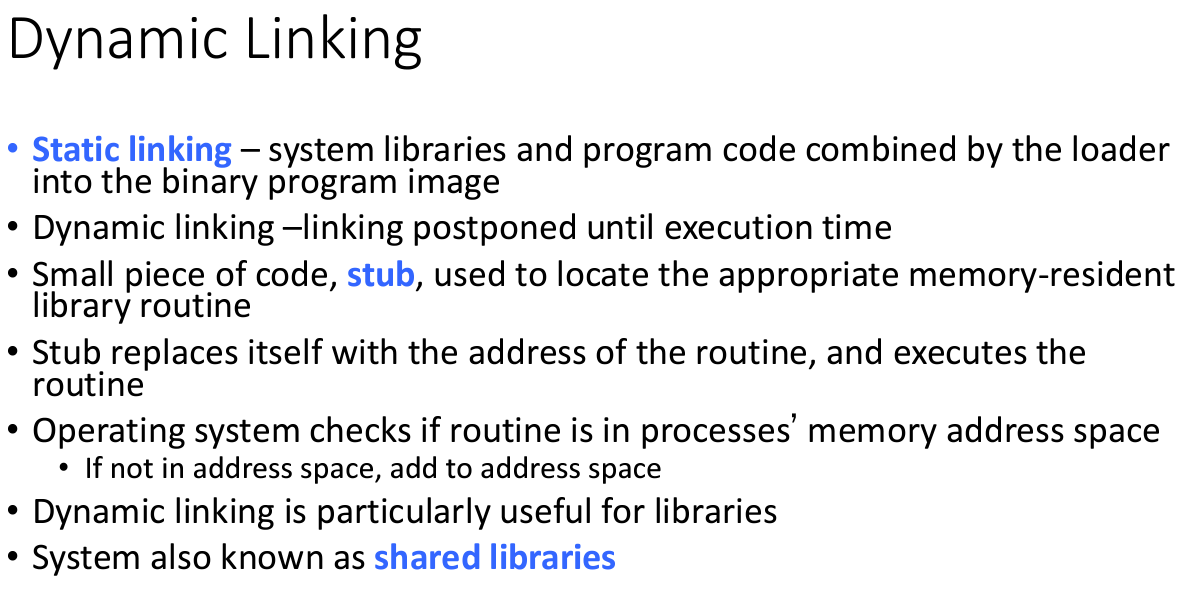 Dynamic Linking
• Static linking – system libraries and program code combined by the loader
into the binary program image
• Dynamic linking –linking postponed until execution time
• Small piece of code, stub, used to locate the appropriate memory-resident
library routine
• Stub replaces itself with the address of the routine, and executes the
routine
• Operating system checks if routine is in processes’ memory address space
• If not in address space, add to address space
• Dynamic linking is particularly useful for libraries
• System also known as shared libraries